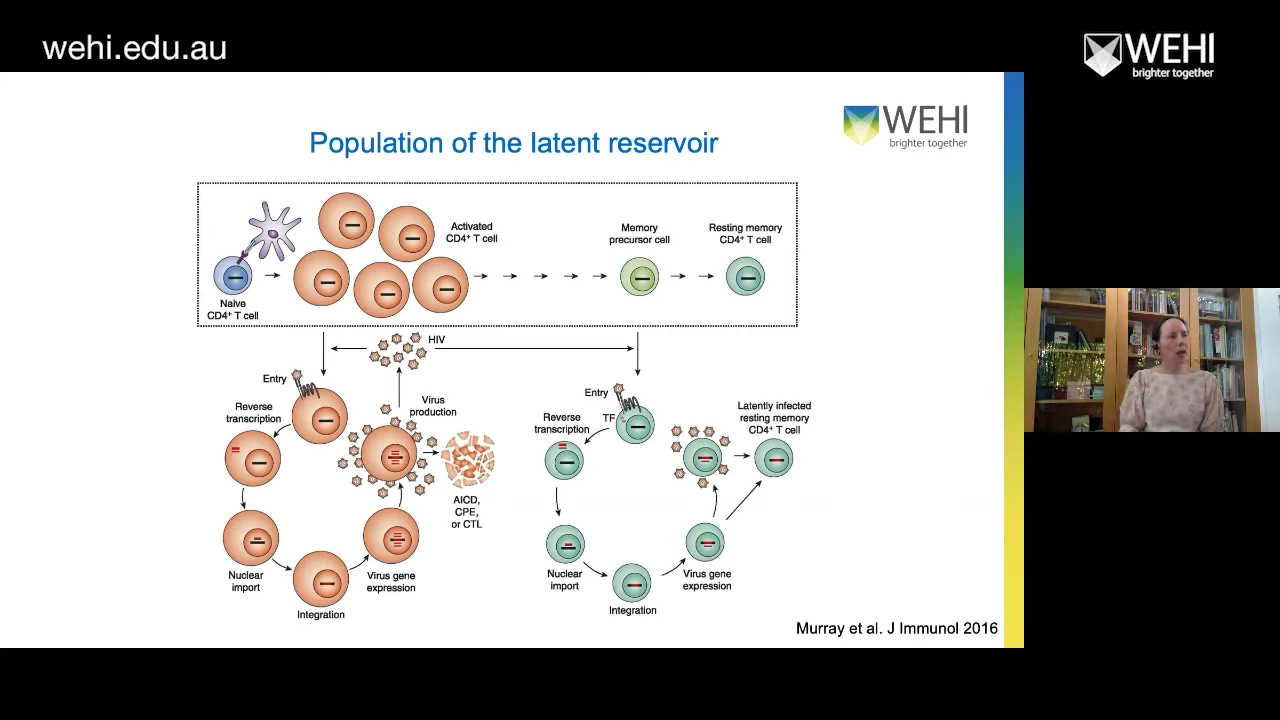 wehi.edu.au
WEHI
brighter together
WEHI
brighter together
Population of the latent reservoir
Activated
CD4+ T cell
Memory
precursor cell
Resting memory
CD4+ T cell
Naive
CD4+ T cell
HIV
Entry
Reverse
transcription
Virus
production
AICD,
CPE,
or CTL
Nuclear
import
Integration
Virus gene
expression
Entry
TF
Reverse
transcription
Latently infected
resting memory
CD4+ T cell
Nuclear
import
Integration
Virus gene
expression
Murray et al. J Immunol 2016